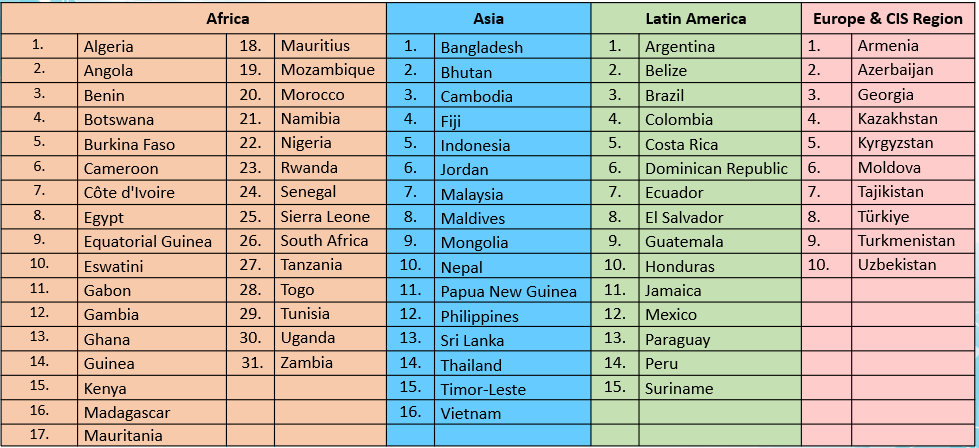 Africa Asia Latin America Europe & CIS Region
1. Algeria 18. Mauritius 1. Bangladesh 1. Argentina 1. Armenia
2. Angola 19. Mozambique 2. Bhutan 2. Belize 2. Azerbaijan
3. Benin 20. Morocco 3. Cambodia 3. Brazil 3. Georgia
4. Botswana 21. Namibia 4. Fiji 4. Colombia 4. Kazakhstan
5. Burkina Faso 22. Nigeria 5. Indonesia 5. Costa Rica 5. Kyrgyzstan
6. Cameroon 23. Rwanda 6. Jordan 6. Dominican Republic 6. Moldova
7. Côte d'Ivoire 24. Senegal 7. Malaysia 7. Ecuador 7. Tajikistan
8. Egypt 25. Sierra Leone 8. Maldives 8. El Salvador 8. Türkiye
9. Equatorial Guinea 26. South Africa 9. Mongolia 9. Guatemala 9. Turkmenistan
10. Eswatini 27. Tanzania 10. Nepal 10. Honduras 10. Uzbekistan
11. Gabon 28. Togo 11. Papua New Guinea 11. Jamaica
12. Gambia 29. Tunisia 12. Philippines 12. Mexico
13. Ghana 30. Uganda 13. Sri Lanka 13. Paraguay
14. Guinea 31. Zambia 14. Thailand 14. Peru
15. Kenya 15. Timor-Leste 15. Suriname
16. Madagascar 16. Vietnam
17. Mauritania